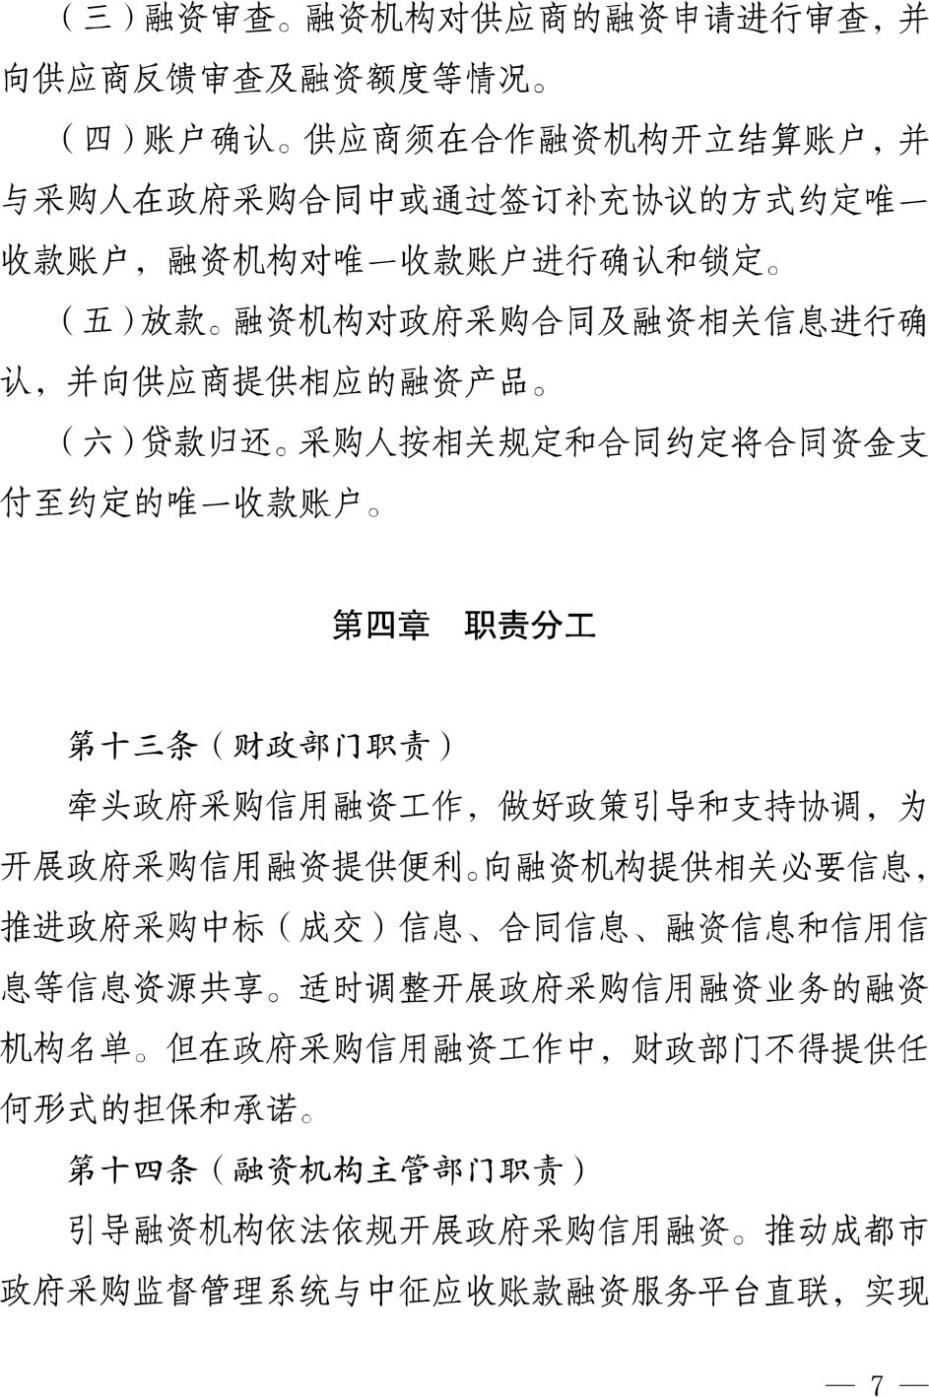 （三）融资审查。融资机构对供应商的融资申请进行审查，并
向供应商反馈审查及融资额度等情况。
（四）账户确认。供应商须在合作融资机构开立结算账户，并
与采购人在政府采购合同中或通过签订补充协议的方式约定唯一
收款账户，融资机构对唯一收款账户进行确认和锁定。
（五）放款。融资机构对政府采购合同及融资相关信息进行确
认，并向供应商提供相应的融资产品。
（六）贷款归还。采购人按相关规定和合同约定将合同资金支
付至约定的唯一收款账户。
第四章　职责分工
第十三条（财政部门职责）
牵头政府采购信用融资工作，做好政策引导和支持协调，为
开展政府采购信用融资提供便利。向融资机构提供相关必要信息，
推进政府采购中标（成交）信息、合同信息、融资信息和信用信
息等信息资源共享。适时调整开展政府采购信用融资业务的融资
机构名单。但在政府采购信用融资工作中，财政部门不得提供任
何形式的担保和承诺。
第十四条（融资机构主管部门职责）
引导融资机构依法依规开展政府采购信用融资。推动成都市
政府采购监督管理系统与中征应收账款融资服务平台直联，实现
— 7 —